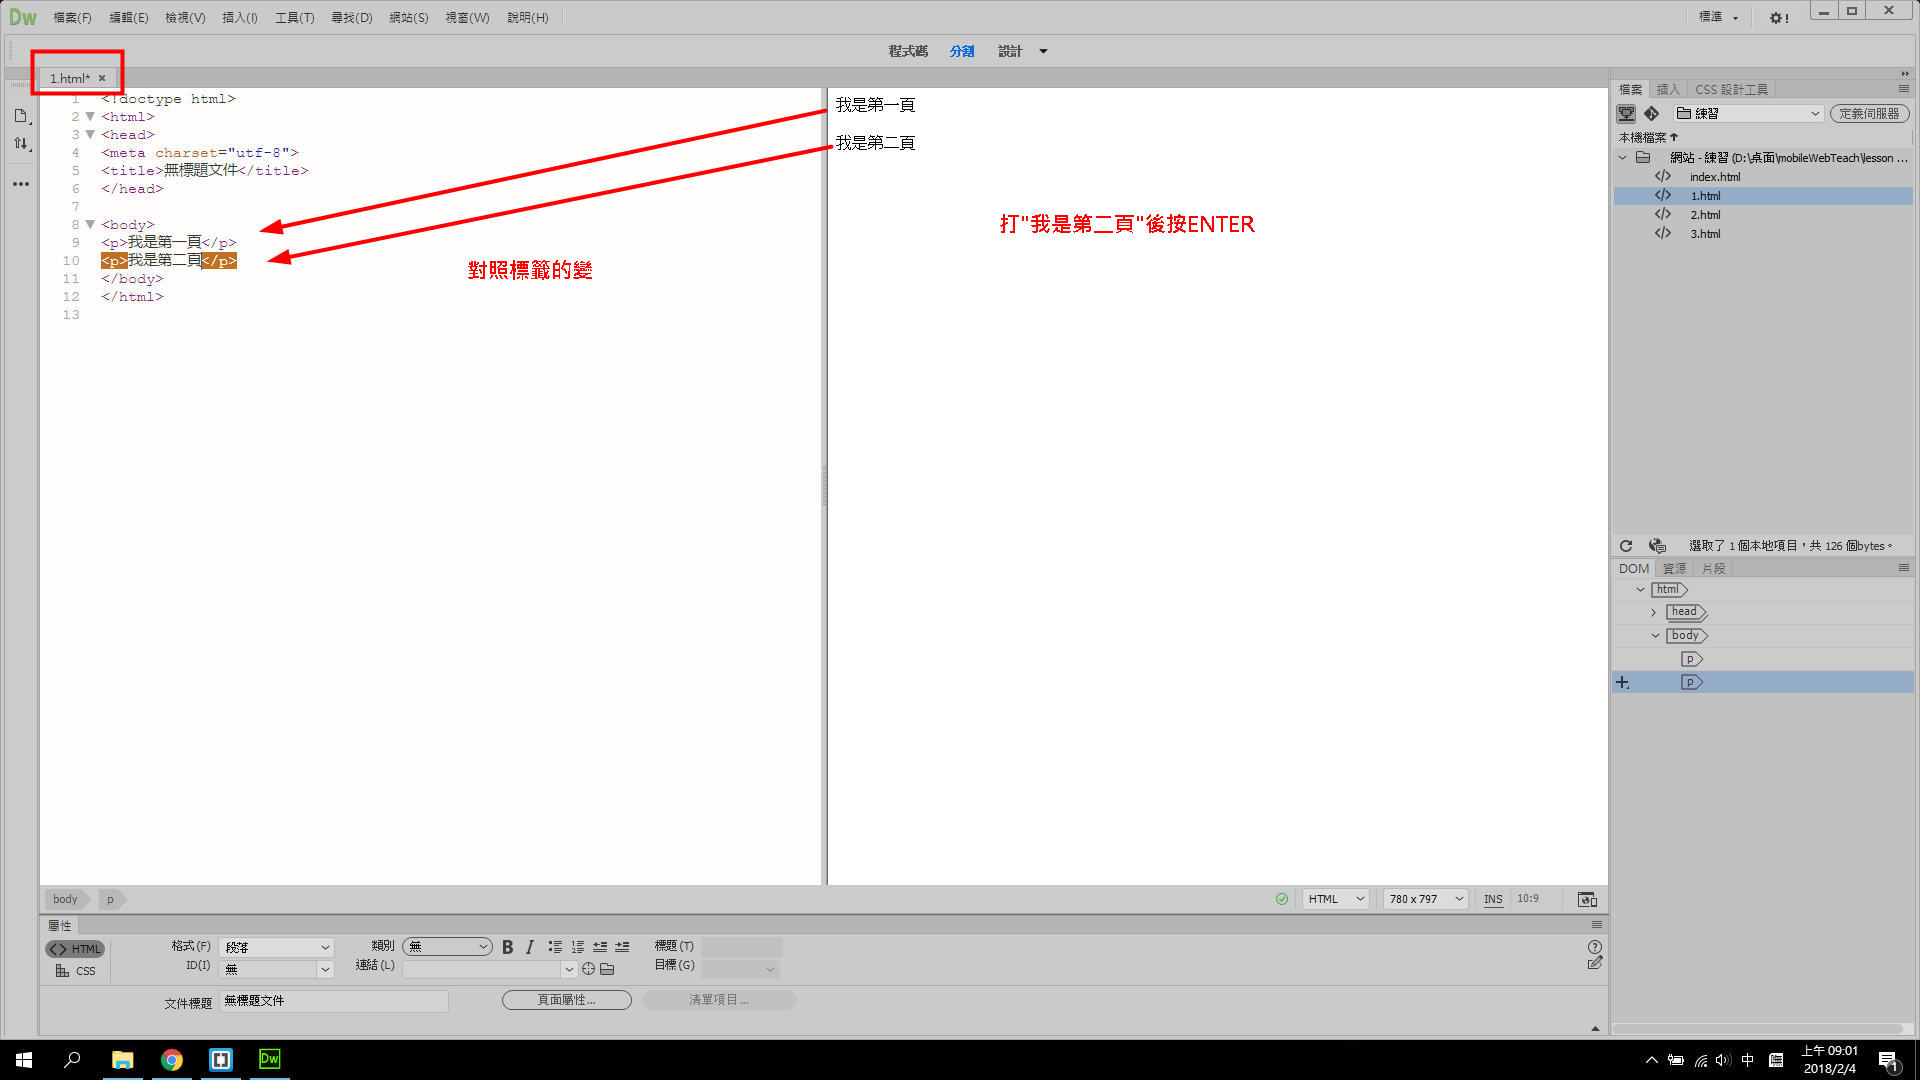 Dw 檔案(F) 編輯(E) 檢視(V) 插入(I) 工具(T) 尋找(D) 網站(S) 視窗(W) 說明(H) 標準
程式碼 分割 設計
1.html*
1 <!doctype html>
2 <html>
3 <head>
4 <meta charset="utf-8">
5 <title>無標題文件</title>
6 </head>
7
8 <body>
9 <p>我是第一頁</p>
10 <p>我是第二頁</p>
11 </body>
12 </html>
13
對照標籤的變
我是第一頁
我是第二頁
打"我是第二頁"後按ENTER
檔案 插入 CSS 設計工具
練習 定義伺服器
本機檔案
網站 - 練習 (D:\桌面\mobileWebTeach\lesson ...
index.html
1.html
2.html
3.html
選取了 1 個本地項目，共 126 個bytes。
DOM 資源 片段
html
head
body
p
p
body p HTML 780 x 797 INS 10:9
屬性
HTML 格式(F) 段落 類別 無 B I 標題(T)
CSS ID(I) 無 連結(L) 目標(G)
文件標題 無標題文件 頁面屬性... 清單項目...
Dw 中 上午 09:01
2018/2/4 1